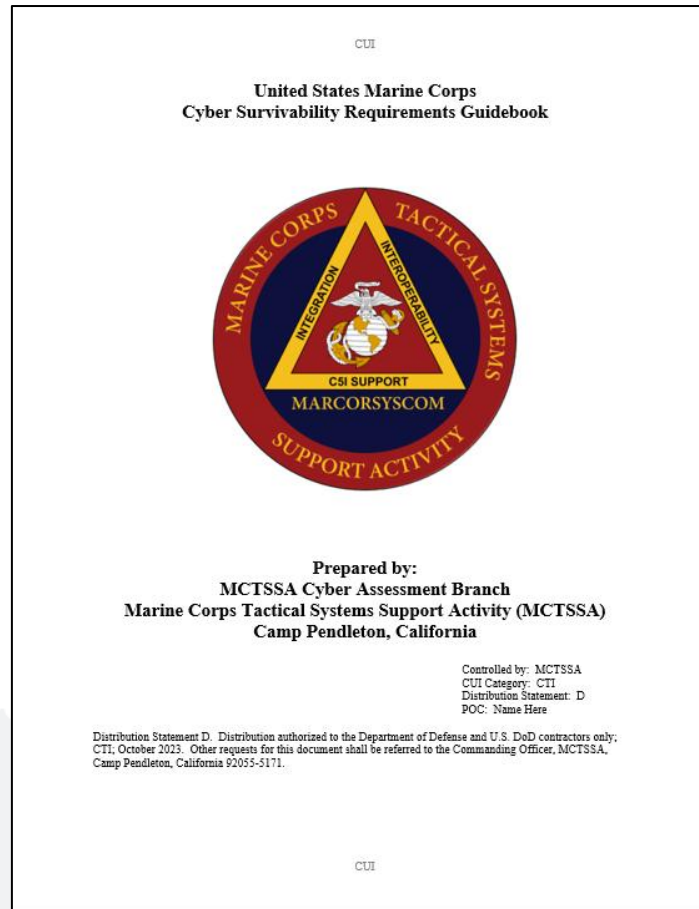 CUI
United States Marine Corps
Cyber Survivability Requirements Guidebook
MARINE CORPS TACTICAL SYSTEMS
INTEGRATION
INTEROPERABILITY
C5I SUPPORT
MARCORSYSCOM
SUPPORT ACTIVITY
Prepared by:
MCTSSA Cyber Assessment Branch
Marine Corps Tactical Systems Support Activity (MCTSSA)
Camp Pendleton, California
Controlled by: MCTSSA
CUI Category: CTI
Distribution Statement: D
POC: Name Here
Distribution Statement D. Distribution authorized to the Department of Defense and U.S. DoD contractors only;
CTI; October 2023. Other requests for this document shall be referred to the Commanding Officer, MCTSSA,
Camp Pendleton, California 92055-5171.
CUI